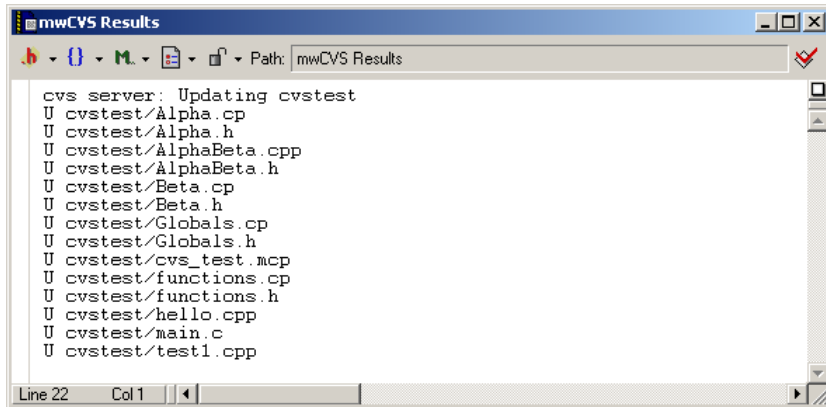 mwCVS Results
.h {} M.. Path: mwCVS Results
cvs server: Updating cvstest
U cvstest/Alpha.cp
U cvstest/Alpha.h
U cvstest/AlphaBeta.cpp
U cvstest/AlphaBeta.h
U cvstest/Beta.cp
U cvstest/Beta.h
U cvstest/Globals.cp
U cvstest/Globals.h
U cvstest/cvs_test.mcp
U cvstest/functions.cp
U cvstest/functions.h
U cvstest/hello.cpp
U cvstest/main.c
U cvstest/test1.cpp
Line 22 Col 1